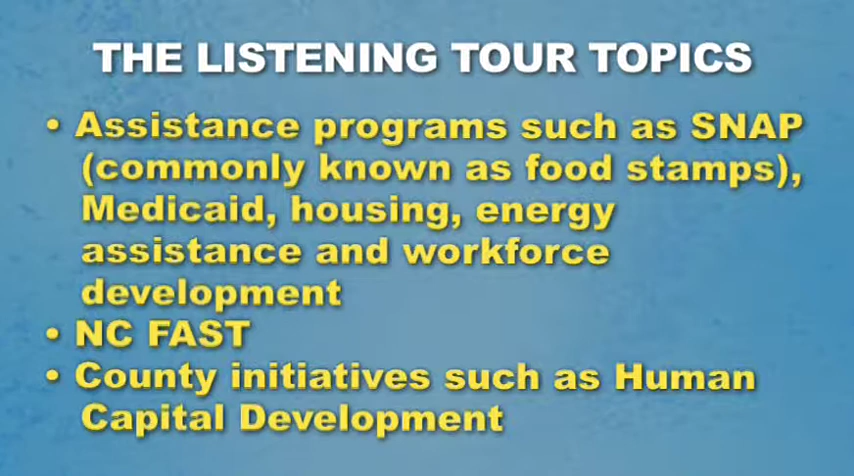 THE LISTENING TOUR TOPICS
• Assistance programs such as SNAP
(commonly known as food stamps),
Medicaid, housing, energy
assistance and workforce
development
• NC FAST
• County initiatives such as Human
Capital Development